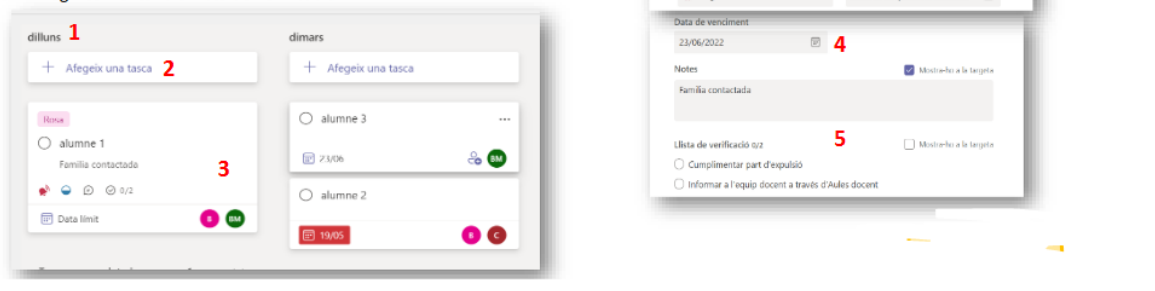 dilluns 1
dimars
+ Afegeix una tasca 2
+ Afegeix una tasca
Rosa
alumne 1
Família contactada
3
0/2
Data límit
B BM
alumne 3 ...
23/06
BM
alumne 2
19/05
B C
Data de venciment
23/06/2022
4
Notes
Mostra-ho a la targeta
Família contactada
5
Llista de verificació 0/2
Mostra-ho a la targeta
Cumplimentar part d'expulsió
Informar a l'equip docent a través d'Aules docent